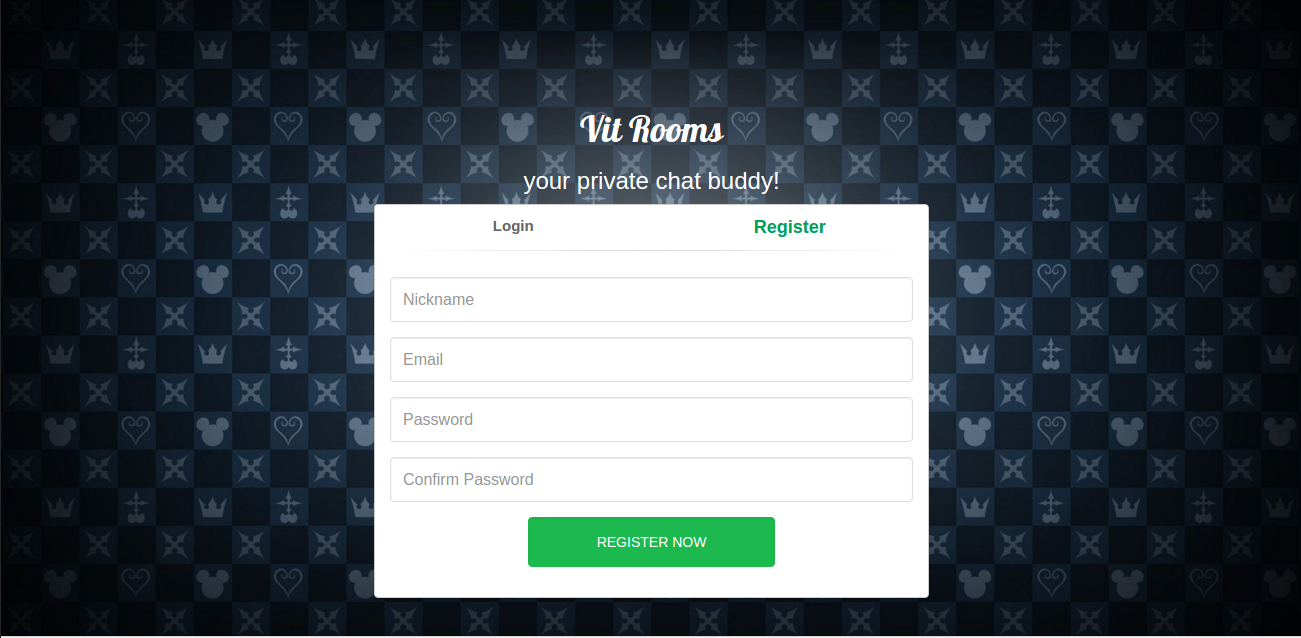 Vit Rooms
your private chat buddy!
Login Register
Nickname
Email
Password
Confirm Password
REGISTER NOW